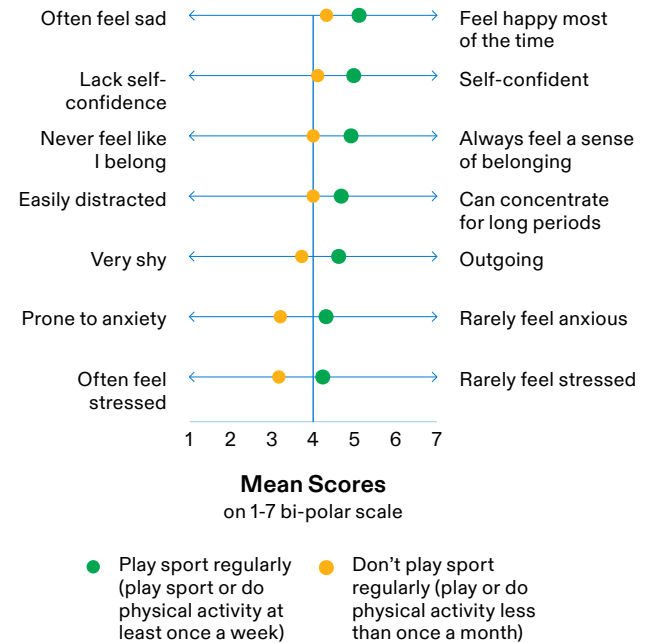 Often feel sad
Feel happy most
of the time
Lack self-
confidence
Self-confident
Never feel like
I belong
Always feel a sense
of belonging
Easily distracted
Can concentrate
for long periods
Very shy
Outgoing
Prone to anxiety
Rarely feel anxious
Often feel
stressed
Rarely feel stressed
1 2 3 4 5 6 7
Mean Scores
on 1-7 bi-polar scale
Play sport regularly
(play sport or do
physical activity at
least once a week)
Don't play sport
regularly (play or do
physical activity less
than once a month)